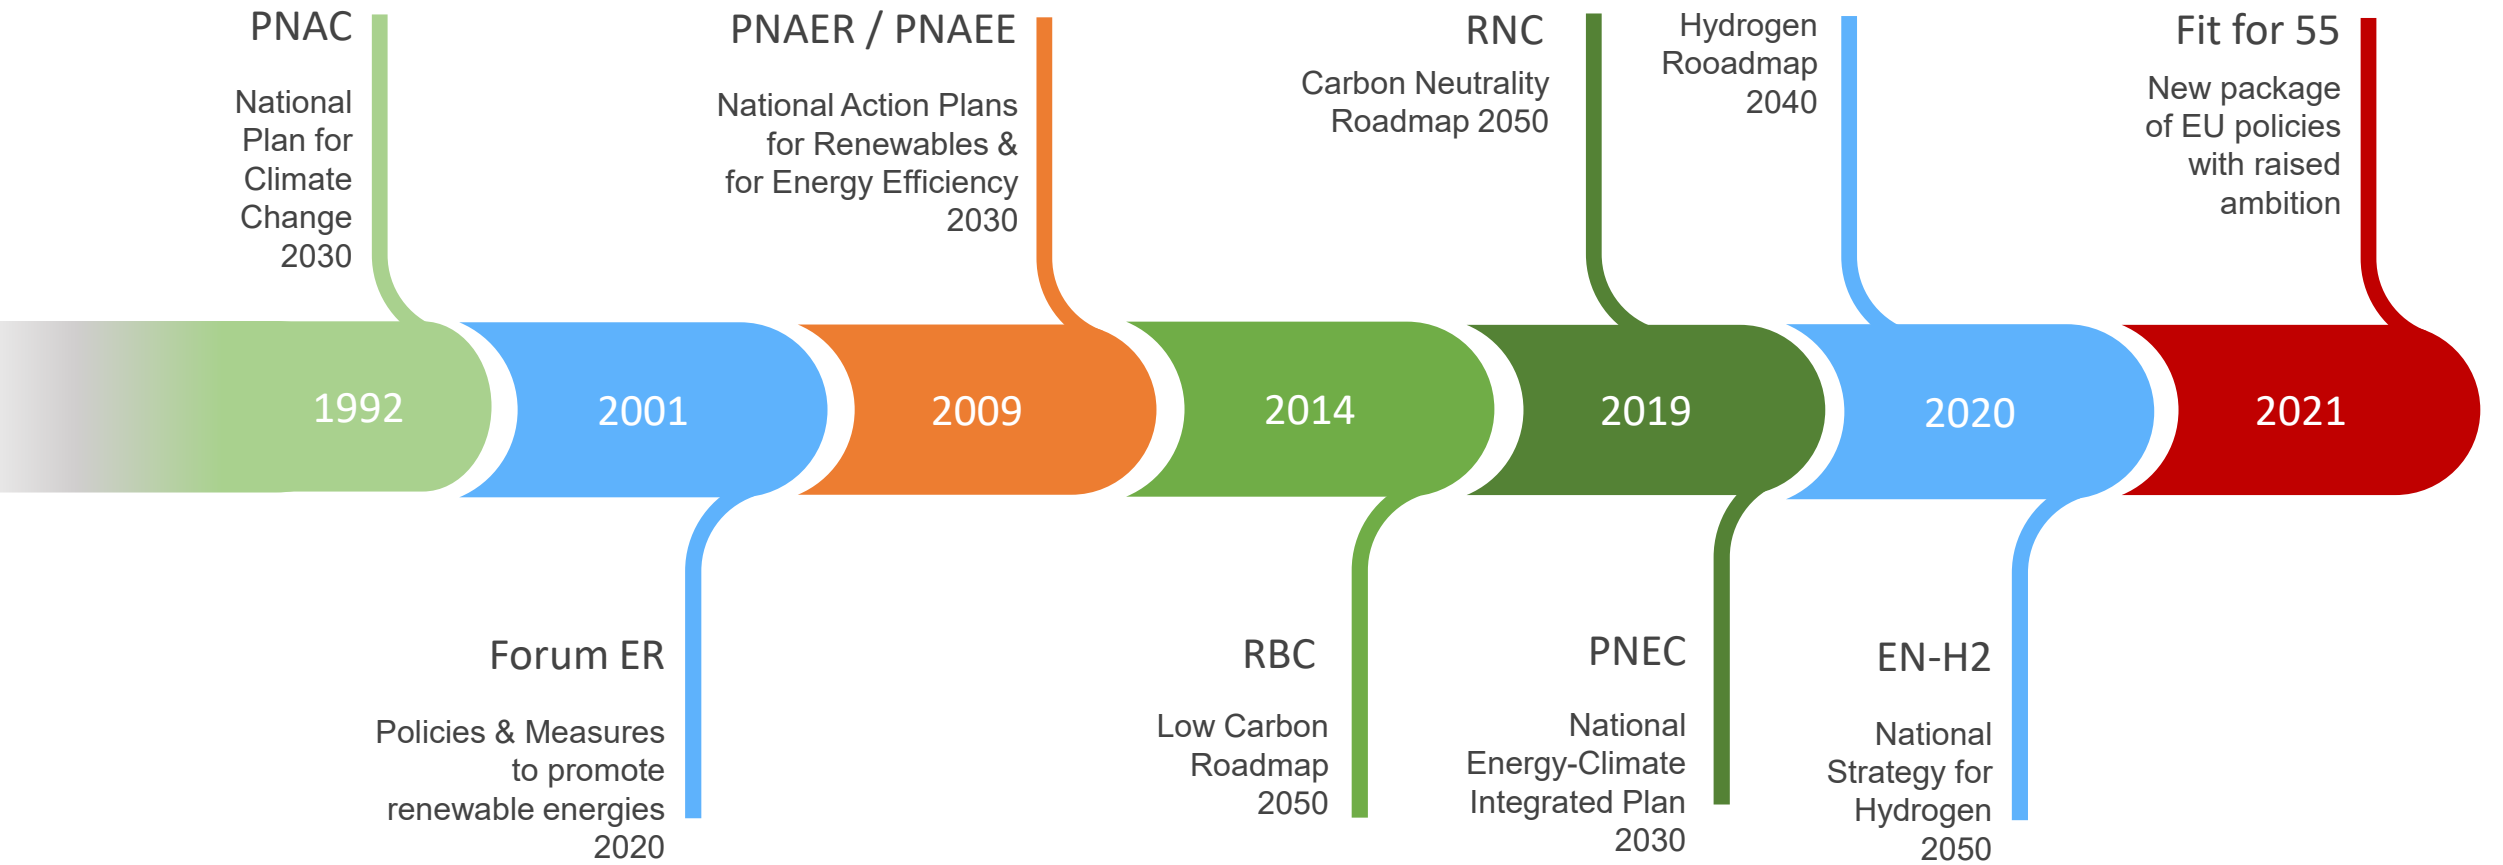 PNAC
National
Plan for
Climate
Change
2030
PNAER / PNAEE
National Action Plans
for Renewables &
for Energy Efficiency
2030
RNC
Carbon Neutrality
Roadmap 2050
Hydrogen
Rooadmap
2040
Fit for 55
New package
of EU policies
with raised
ambition
1992
2001
2009
2014
2019
2020
2021
Forum ER
Policies & Measures
to promote
renewable energies
2020
RBC
Low Carbon
Roadmap
2050
PNEC
National
Energy-Climate
Integrated Plan
2030
EN-H2
National
Strategy for
Hydrogen
2050